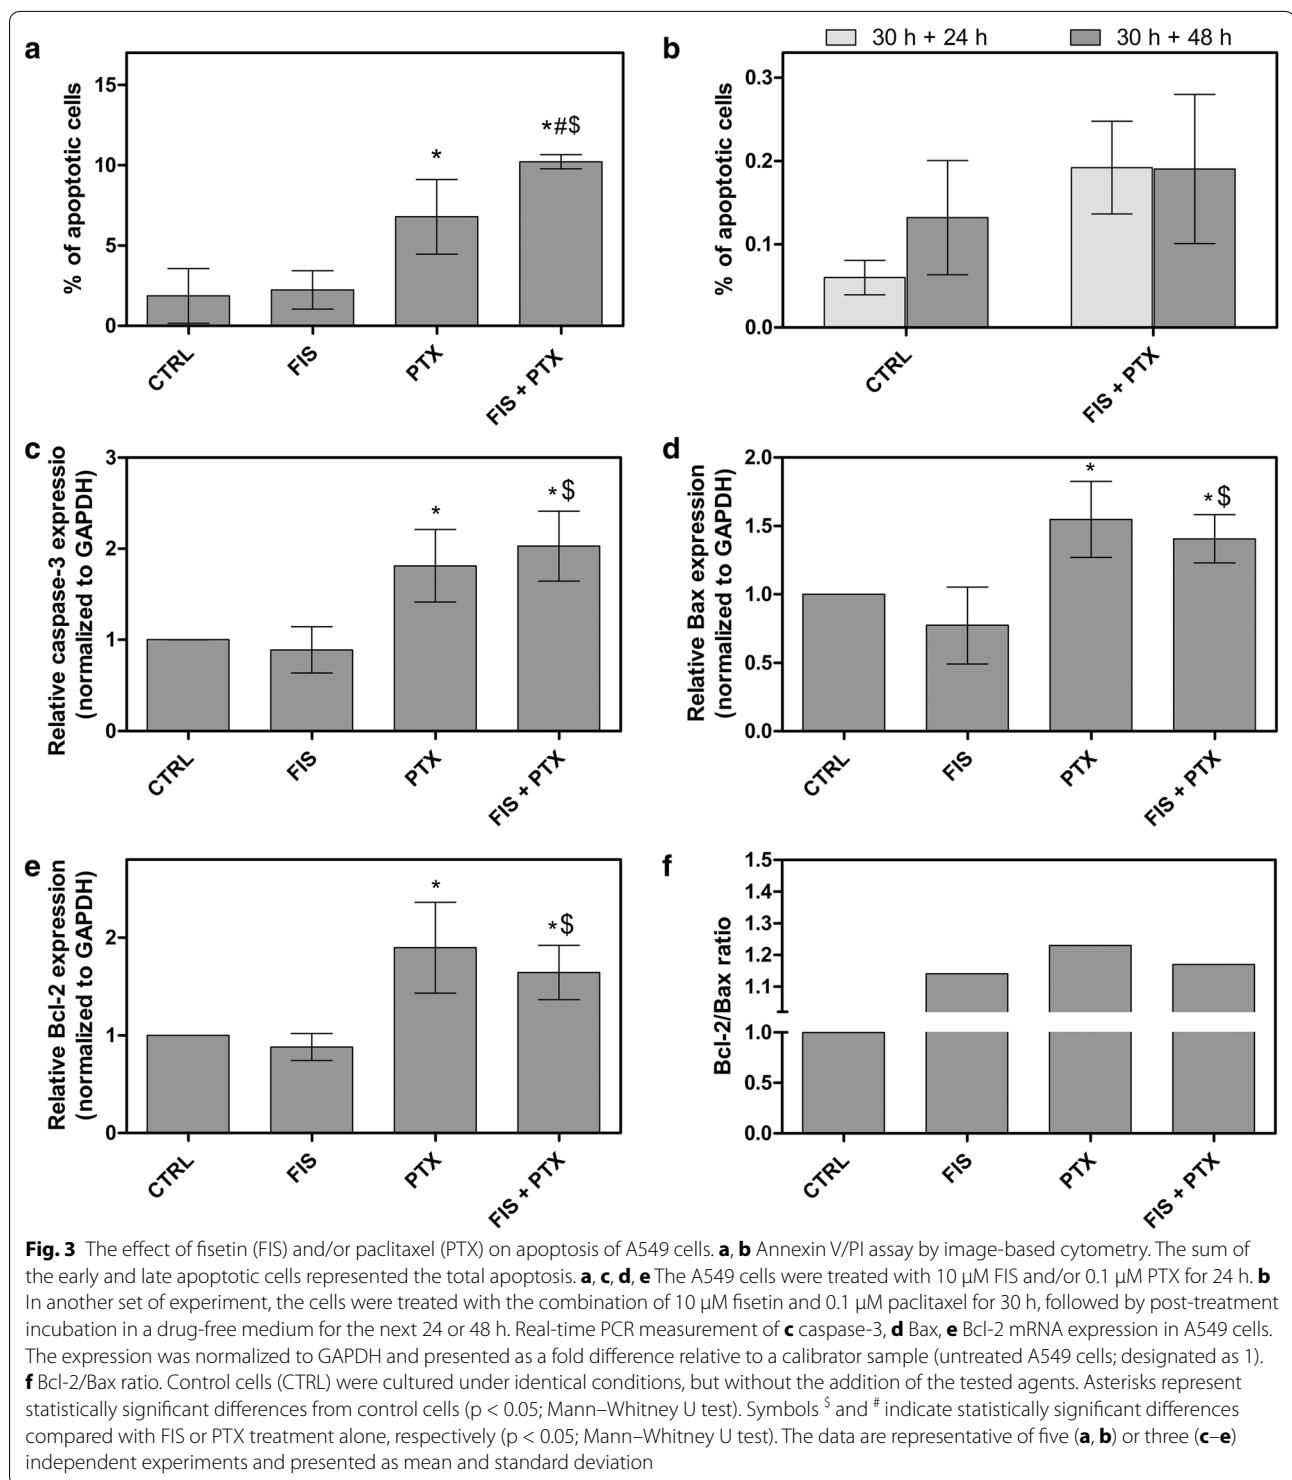 a
% of apoptotic cells
15
10
5
0
*
*#$
CTRL
FIS
PTX
FIS + PTX
b
30 h + 24 h
30 h + 48 h
% of apoptotic cells
0.3
0.2
0.1
0.0
CTRL
FIS + PTX
c
Relative caspase-3 expressio
(normalized to GAPDH)
3
2
1
0
*
*$
CTRL
FIS
PTX
FIS + PTX
d
Relative Bax expression
(normalized to GAPDH)
2.0
1.5
1.0
0.5
0.0
*
*$
CTRL
FIS
PTX
FIS + PTX
e
Relative Bcl-2 expression
(normalized to GAPDH)
2
1
0
*
*$
CTRL
FIS
PTX
FIS + PTX
f
Bcl-2/Bax ratio
1.5
1.4
1.3
1.2
1.1
1.0
0.5
0.0
CTRL
FIS
PTX
FIS + PTX
Fig. 3 The effect of fisetin (FIS) and/or paclitaxel (PTX) on apoptosis of A549 cells. a, b Annexin V/PI assay by image-based cytometry. The sum of
the early and late apoptotic cells represented the total apoptosis. a, c, d, e The A549 cells were treated with 10 μM FIS and/or 0.1 μM PTX for 24 h. b
In another set of experiment, the cells were treated with the combination of 10 μM fisetin and 0.1 μM paclitaxel for 30 h, followed by post-treatment
incubation in a drug-free medium for the next 24 or 48 h. Real-time PCR measurement of c caspase-3, d Bax, e Bcl-2 mRNA expression in A549 cells.
The expression was normalized to GAPDH and presented as a fold difference relative to a calibrator sample (untreated A549 cells; designated as 1).
f Bcl-2/Bax ratio. Control cells (CTRL) were cultured under identical conditions, but without the addition of the tested agents. Asterisks represent
statistically significant differences from control cells (p < 0.05; Mann–Whitney U test). Symbols $ and # indicate statistically significant differences
compared with FIS or PTX treatment alone, respectively (p < 0.05; Mann–Whitney U test). The data are representative of five (a, b) or three (c–e)
independent experiments and presented as mean and standard deviation